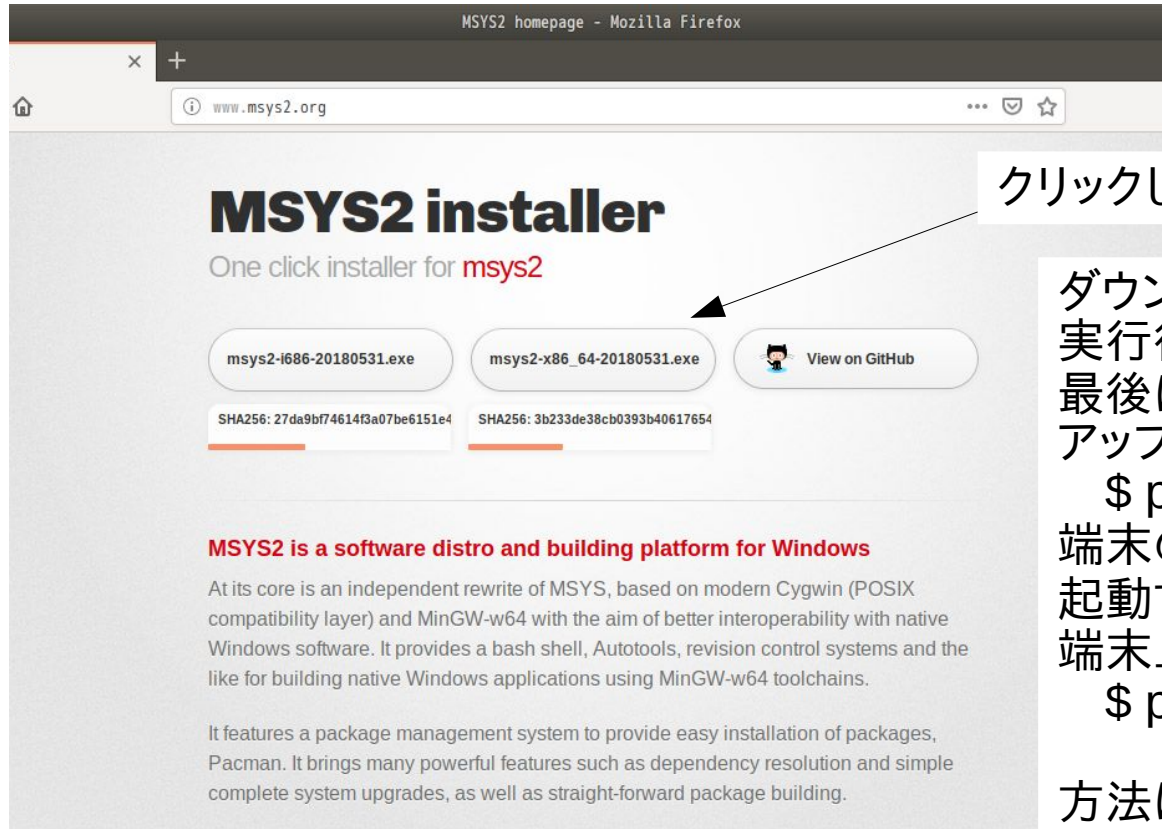 MSYS2 homepage - Mozilla Firefox
www.msys2.org
MSYS2 installer
One click installer for msys2
msys2-i686-20180531.exe
msys2-x86_64-20180531.exe
View on GitHub
SHA256: 27da9bf74614f3a07be6151e4
SHA256: 3b233de38cb0393b40617654
MSYS2 is a software distro and building platform for Windows
At its core is an independent rewrite of MSYS, based on modern Cygwin (POSIX
compatibility layer) and MinGW-w64 with the aim of better interoperability with native
Windows software. It provides a bash shell, Autotools, revision control systems and the
like for building native Windows applications using MinGW-w64 toolchains.
It features a package management system to provide easy installation of packages,
Pacman. It brings many powerful features such as dependency resolution and simple
complete system upgrades, as well as straight-forward package building.
クリックし
ダウン
実行
最後に
アップ
$ p
端末の
起動
端末上
$ p
方法